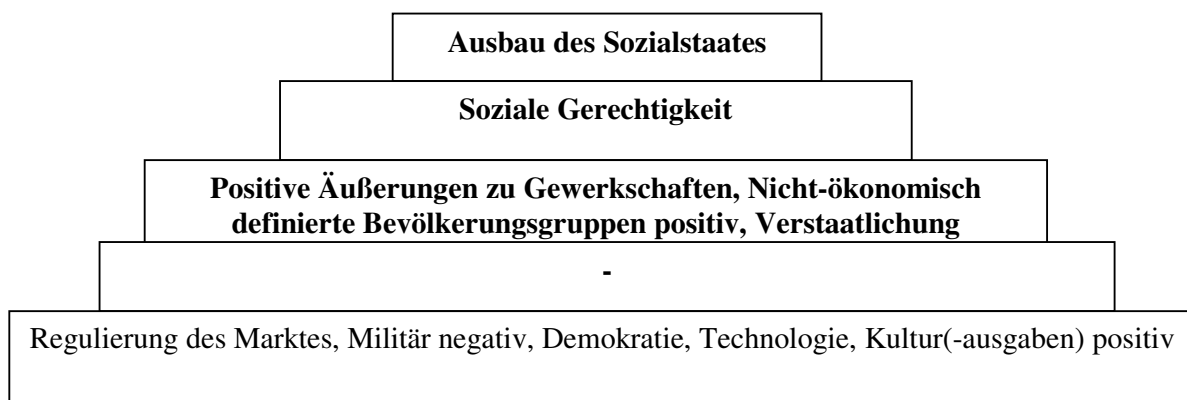 Ausbau des Sozialstaates
Soziale Gerechtigkeit
Positive Äußerungen zu Gewerkschaften, Nicht-ökonomisch
definierte Bevölkerungsgruppen positiv, Verstaatlichung
-
Regulierung des Marktes, Militär negativ, Demokratie, Technologie, Kultur(-ausgaben) positiv